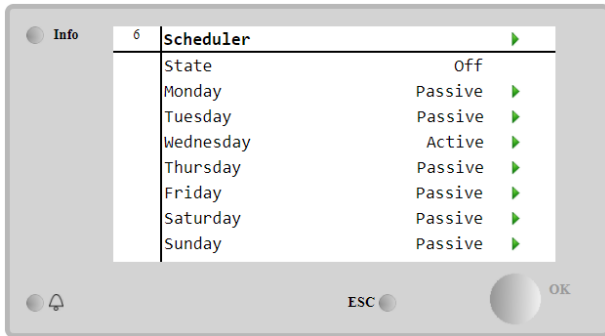 Info
6 Scheduler
State Off
Monday Passive
Tuesday Passive
Wednesday Active
Thursday Passive
Friday Passive
Saturday Passive
Sunday Passive
ESC OK